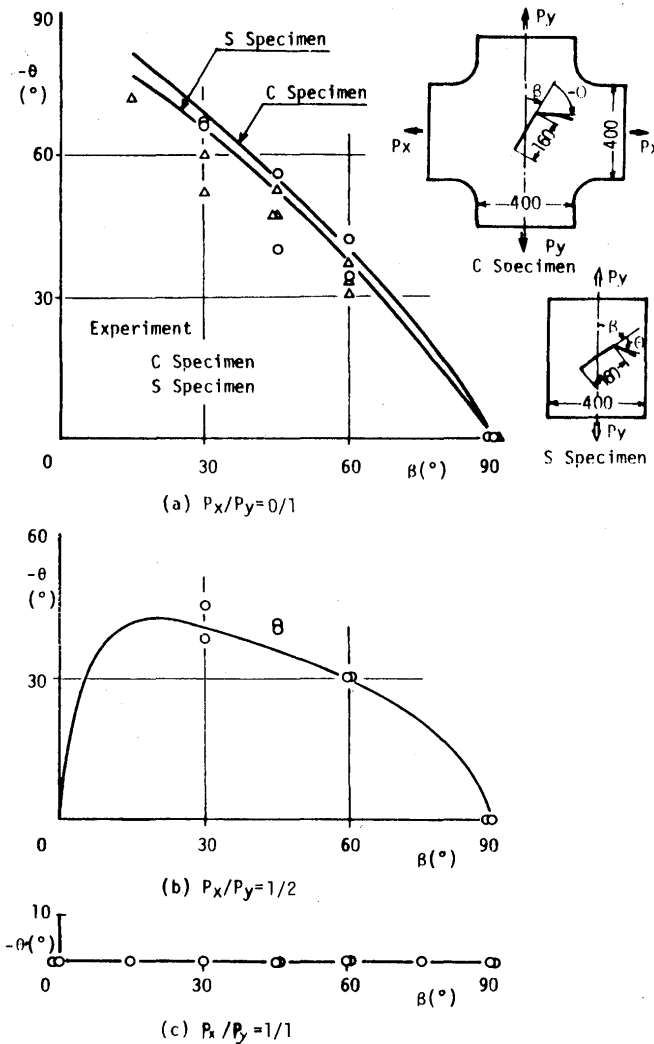 90
-θ
(°)
60
30
0
S Specimen
C Specimen
Experiment
C Specimen
S Specimen
30
60
90
β(°)
(a) Px/Py=0/1
Py
β
-θ
160
Px
Px
400
400
Py
C Specimen
Py
β
θ
400
Py
S Specimen
60
-θ
(°)
30
0
30
60
90
β(°)
(b) Px/Py=1/2
10
-θ(°)
0
30
60
90
β(°)
(c) Px/Py=1/1